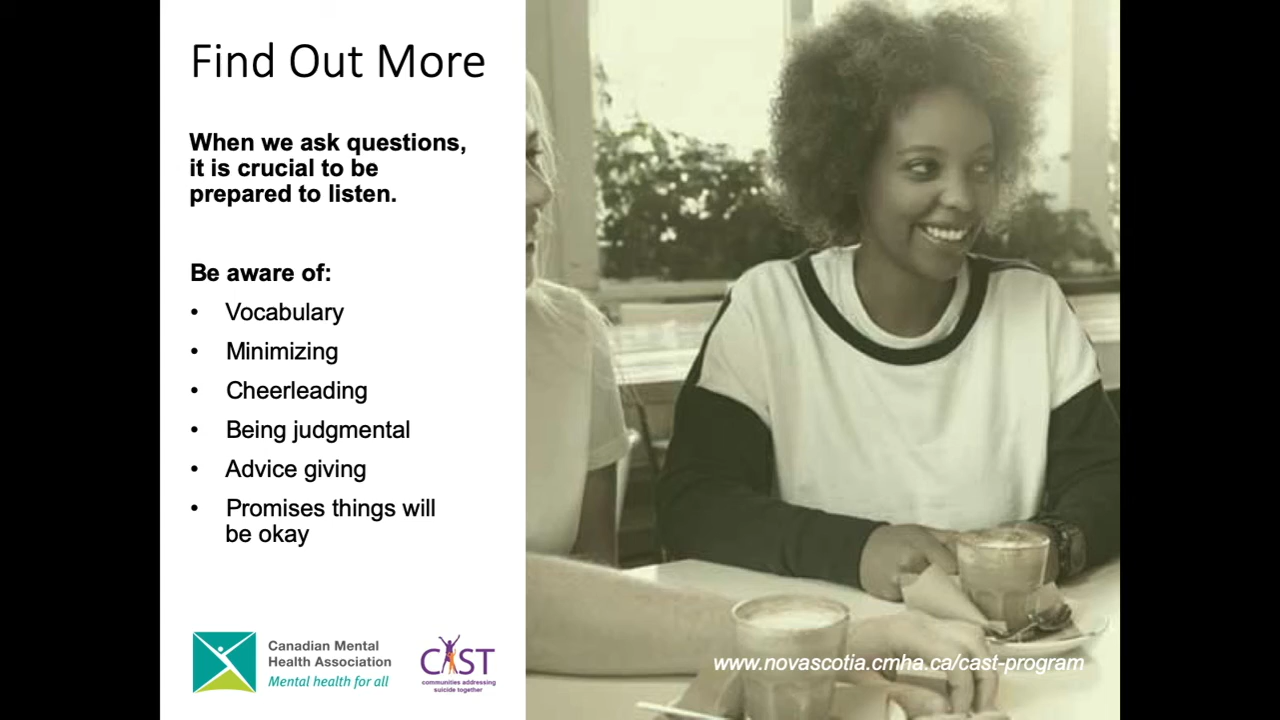 Find Out More
When we ask questions,
it is crucial to be
prepared to listen.
Be aware of:
• Vocabulary
• Minimizing
• Cheerleading
• Being judgmental
• Advice giving
• Promises things will
be okay
Canadian Mental
Health Association
Mental health for all
CAST
communities addressing
suicide together
www.novascotia.cmha.ca/cast-program